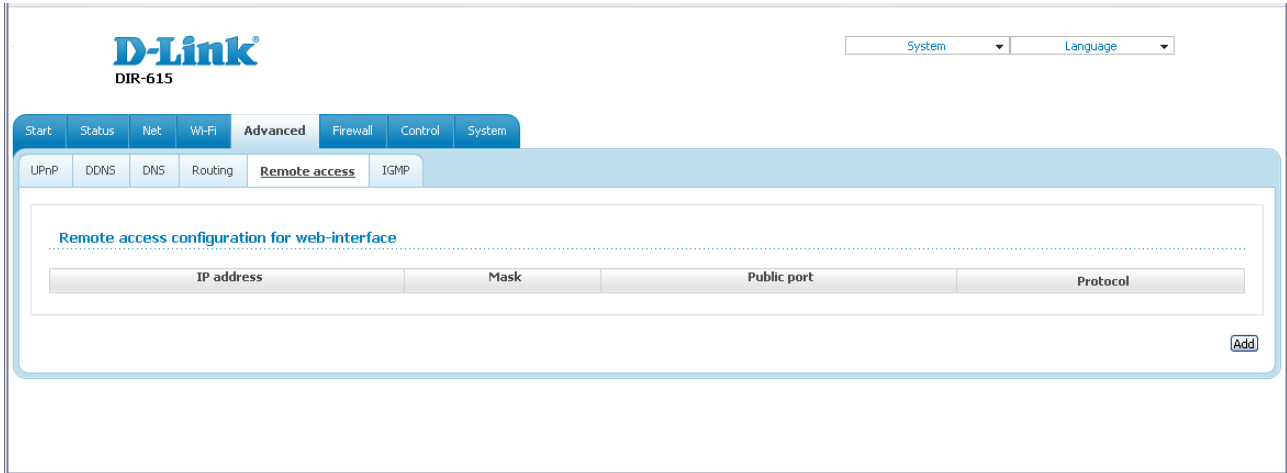 D-Link®
DIR-615
System Language
Start Status Net Wi-Fi Advanced Firewall Control System
UPnP DDNS DNS Routing Remote access IGMP
Remote access configuration for web-interface
IP address Mask Public port Protocol
Add